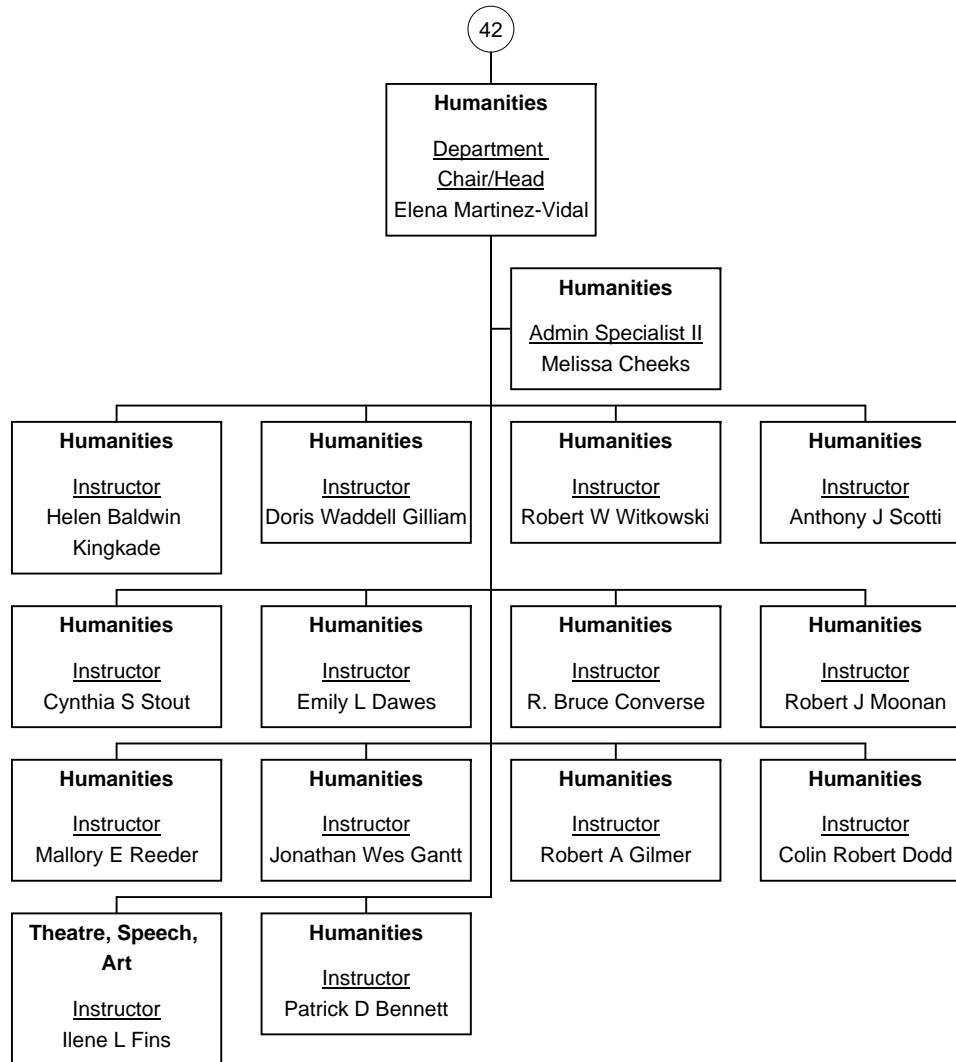 42
Humanities
Department
Chair/Head
Elena Martinez-Vidal
Humanities
Admin Specialist II
Melissa Cheeks
Humanities
Instructor
Helen Baldwin
Kingkade
Humanities
Instructor
Doris Waddell Gilliam
Humanities
Instructor
Robert W Witkowski
Humanities
Instructor
Anthony J Scotti
Humanities
Instructor
Cynthia S Stout
Humanities
Instructor
Emily L Dawes
Humanities
Instructor
R. Bruce Converse
Humanities
Instructor
Robert J Moonan
Humanities
Instructor
Mallory E Reeder
Humanities
Instructor
Jonathan Wes Gantt
Humanities
Instructor
Robert A Gilmer
Humanities
Instructor
Colin Robert Dodd
Theatre, Speech,
Art
Instructor
Ilene L Fins
Humanities
Instructor
Patrick D Bennett